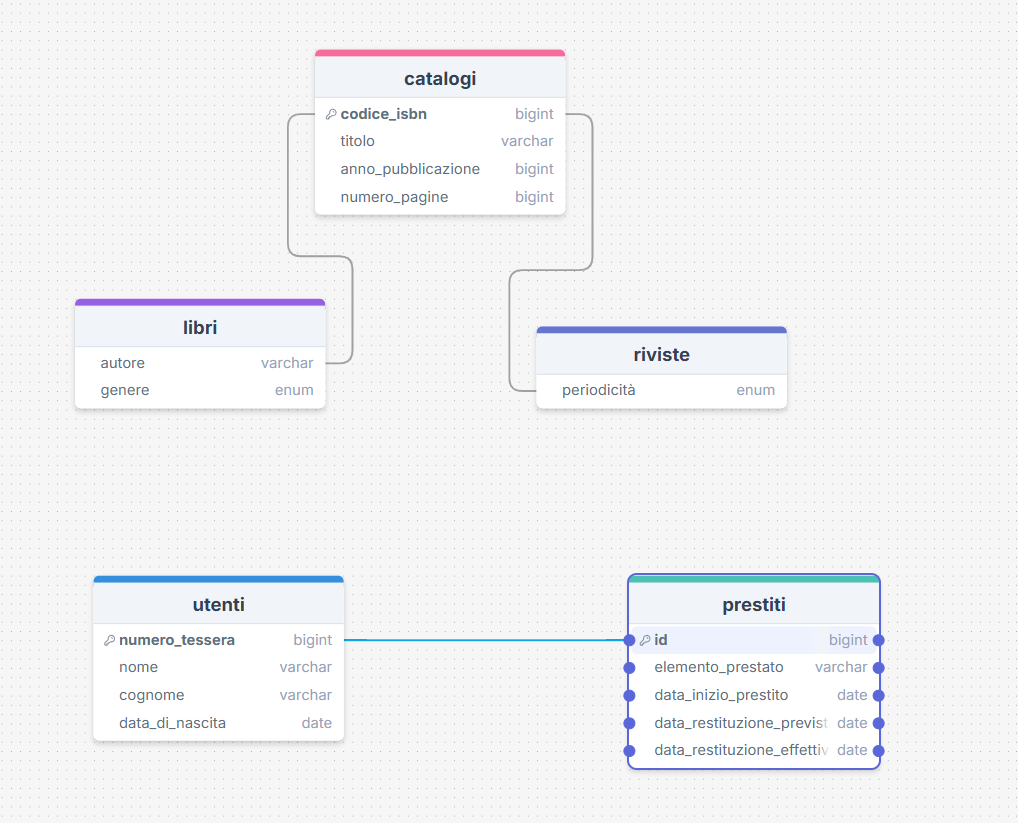 catalogi
codice_isbn bigint
titolo varchar
anno_pubblicazione bigint
numero_pagine bigint
libri
autore varchar
genere enum
riviste
periodicità enum
utenti
numero_tessera bigint
nome varchar
cognome varchar
data_di_nascita date
prestiti
id bigint
elemento_prestato varchar
data_inizio_prestito date
data_restituzione_previst date
data_restituzione_effettiv date